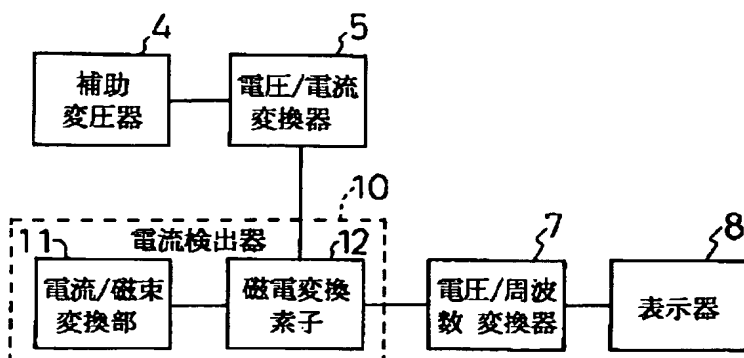 4
5
補助
変圧器
電圧/電流
変換器
10
電流検出器
11
12
7
8
電流/磁束
変換部
磁電変換
素子
電圧/周波
数 変換器
表示器